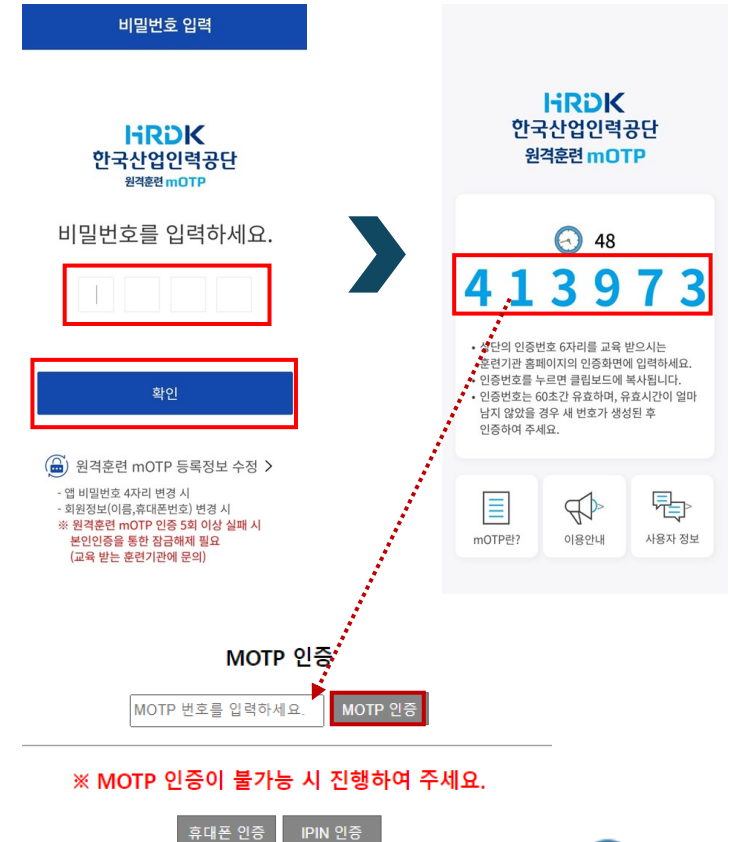 비밀번호 입력
HRDK
한국산업인력공단
원격훈련 mOTP
비밀번호를 입력하세요.
확인
원격훈련 mOTP 등록정보 수정 >
- 앱 비밀번호 4자리 변경 시
- 회원정보(이름,휴대폰번호) 변경 시
※ 원격훈련 mOTP 인증 5회 이상 실패 시
본인인증을 통한 잠금해제 필요
(교육 받는 훈련기관에 문의)
HRDK
한국산업인력공단
원격훈련 mOTP
48
413973
• 상단의 인증번호 6자리를 교육 받으시는
훈련기관 홈페이지의 인증화면에 입력하세요.
• 인증번호를 누르면 클립보드에 복사됩니다.
• 인증번호는 60초간 유효하며, 유효시간이 얼마
남지 않았을 경우 새 번호가 생성된 후
인증하여 주세요.
mOTP란?
이용안내
사용자 정보
MOTP 인증
MOTP 번호를 입력하세요.
MOTP 인증
※ MOTP 인증이 불가능 시 진행하여 주세요.
휴대폰 인증
IPIN 인증